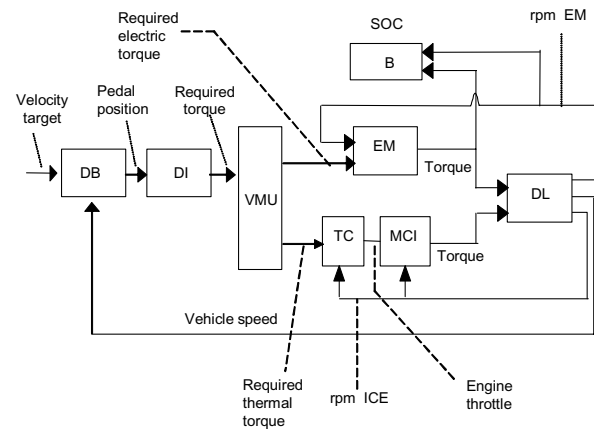 Required
electric
torque
rpm EM
SOC
B
Velocity
target
Pedal
position
Required
torque
DB
DI
VMU
EM
Torque
DL
TC
MCI
Torque
Vehicle speed
Required
thermal
torque
rpm ICE
Engine
throttle